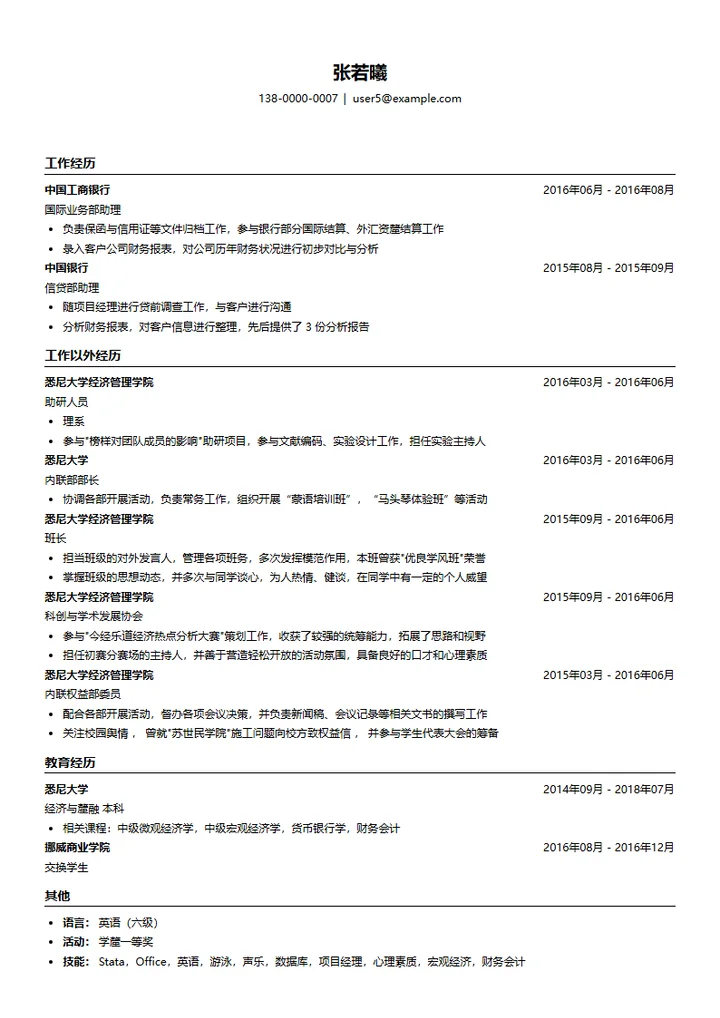 张若曦
138-0000-0007 | user5@example.com
工作经历
中国工商银行 2016年06月 - 2016年08月
国际业务部助理
• 负责保函与信用证等文件归档工作，参与银行部分国际结算、外汇资麓结算工作
• 录入客户公司财务报表，对公司历年财务状况进行初步对比与分析
中国银行 2015年08月 - 2015年09月
信贷部助理
• 随项目经理进行贷前调查工作，与客户进行沟通
• 分析财务报表，对客户信息进行整理，先后提供了 3 份分析报告
工作以外经历
悉尼大学经济管理学院 2016年03月 - 2016年06月
助研人员
• 理系
• 参与"榜样对团队成员的影响"助研项目，参与文献编码、实验设计工作，担任实验主持人
悉尼大学 2016年03月 - 2016年06月
内联部部长
• 协调各部开展活动，负责常务工作，组织开展“蒙语培训班”，“马头琴体验班”等活动
悉尼大学经济管理学院 2015年09月 - 2016年06月
班长
• 担当班级的对外发言人，管理各项班务，多次发挥模范作用，本班曾获"优良学风班"荣誉
• 掌握班级的思想动态，并多次与同学谈心，为人热情、健谈，在同学中有一定的个人威望
悉尼大学经济管理学院 2015年09月 - 2016年06月
科创与学术发展协会
• 参与"今经乐道经济热点分析大赛"策划工作，收获了较强的统筹能力，拓展了思路和视野
• 担任初赛分赛场的主持人，并善于营造轻松开放的活动氛围，具备良好的口才和心理素质
悉尼大学经济管理学院 2015年03月 - 2016年06月
内联权益部委员
• 配合各部开展活动，督办各项会议决策，并负责新闻稿、会议记录等相关文书的撰写工作
• 关注校园舆情 ， 曾就"苏世民学院"施工问题向校方致权益信 ， 并参与学生代表大会的筹备
教育经历
悉尼大学 2014年09月 - 2018年07月
经济与麓融 本科
• 相关课程：中级微观经济学，中级宏观经济学，货币银行学，财务会计
挪威商业学院 2016年08月 - 2016年12月
交换学生
其他
• 语言： 英语（六级）
• 活动： 学麓一等奖
• 技能： Stata，Office，英语，游泳，声乐，数据库，项目经理，心理素质，宏观经济，财务会计